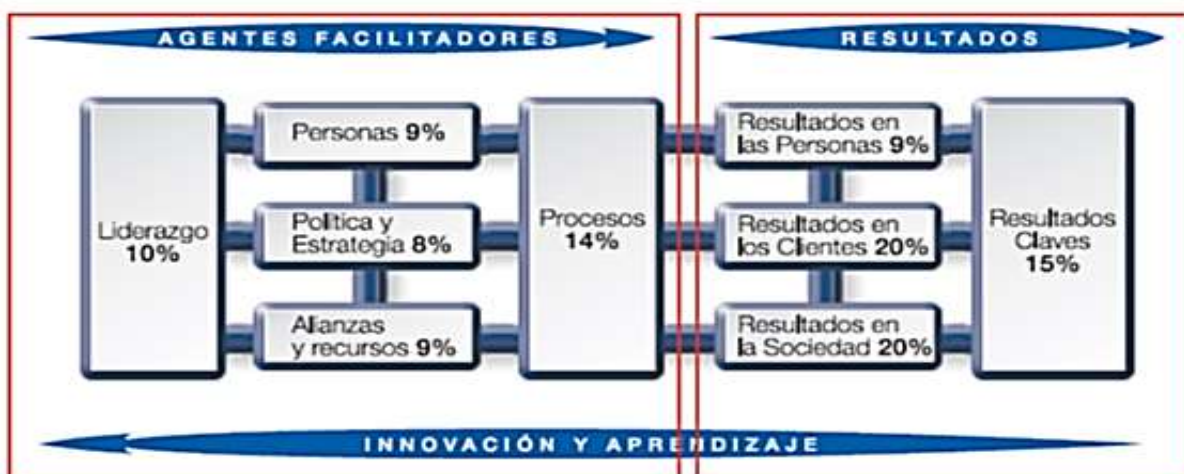 AGENTES FACILITADORES
RESULTADOS
Liderazgo
10%
Personas 9%
Política y
Estrategia 8%
Alianzas
y recursos 9%
Procesos
14%
Resultados en
las Personas 9%
Resultados en
los Clientes 20%
Resultados en
la Sociedad 20%
Resultados
Claves
15%
INNOVACIÓN Y APRENDIZAJE